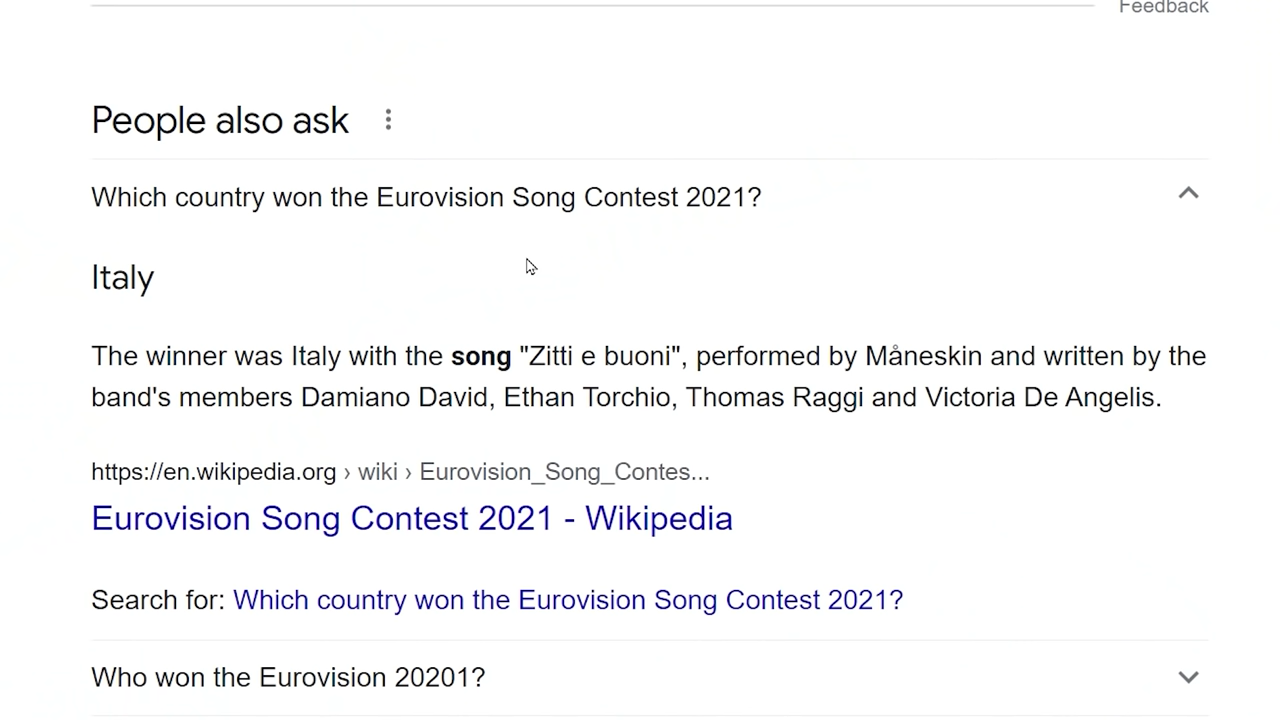 Feedback
People also ask
Which country won the Eurovision Song Contest 2021?
Italy
The winner was Italy with the song "Zitti e buoni", performed by Måneskin and written by the
band's members Damiano David, Ethan Torchio, Thomas Raggi and Victoria De Angelis.
https://en.wikipedia.org › wiki › Eurovision_Song_Contes...
Eurovision Song Contest 2021 - Wikipedia
Search for: Which country won the Eurovision Song Contest 2021?
Who won the Eurovision 20201?